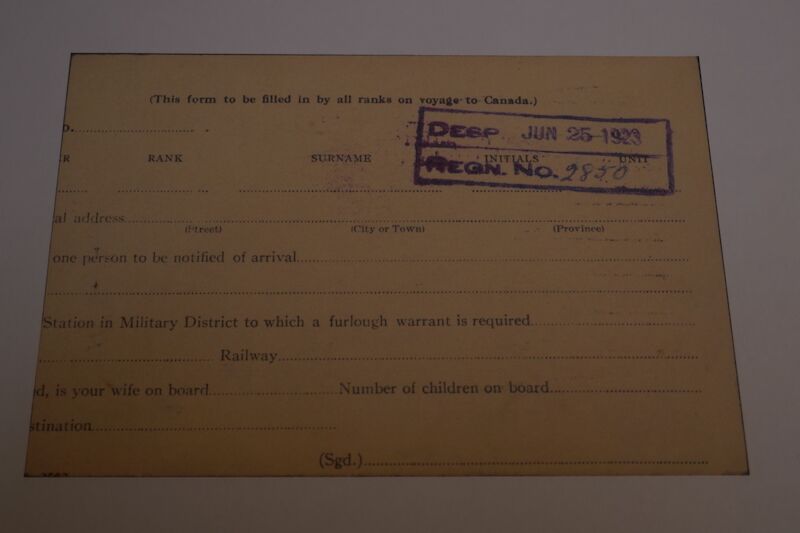 (This form to be filled in by all ranks on voyage to Canada.)
DESP JUN 25 1923
REGN. NO. 2850
RANK SURNAME INITIALS UNIT
al address
(Street) (City or Town) (Province)
one person to be notified of arrival
Station in Military District to which a furlough warrant is required
Railway
ed, is your wife on board Number of children on board
stination
(Sgd.)